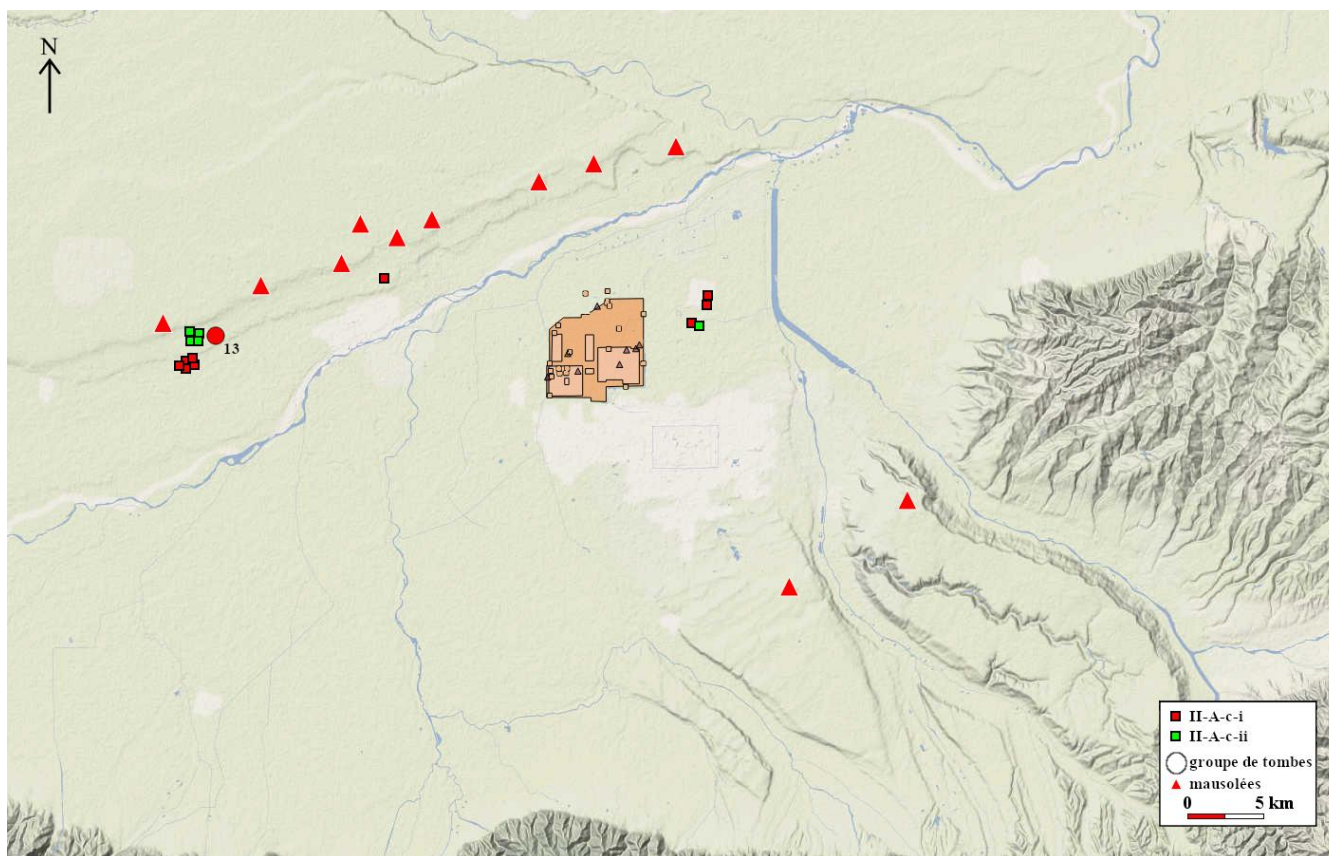 N
13
II-A-c-i
II-A-c-ii
groupe de tombes
mausolées
0 5 km